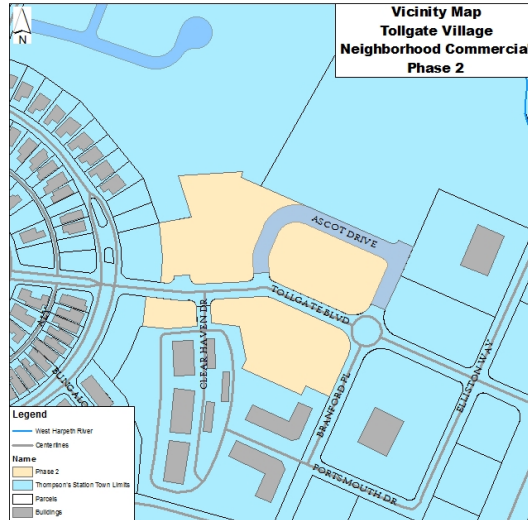 Vicinity Map
Tollgate Village
Neighborhood Commercial
Phase 2
N
ASCOT DRIVE
TOLLGATE BLVD
CLEAR HAVEN DR
BRANFORD PL
ELLISTON WAY
PORTSMOUTH DR
BUNGALO
Legend
West Harpeth River
Centerlines
Name
Phase 2
Thompson's Station Town Limits
Parcels
Buildings